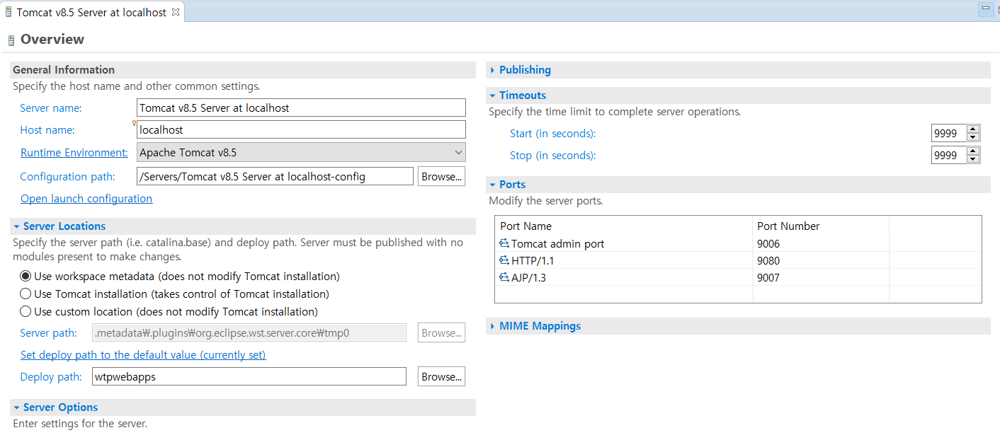 Tomcat v8.5 Server at localhost
Overview
General Information
Specify the host name and other common settings.
Server name:
Tomcat v8.5 Server at localhost
Host name:
localhost
Runtime Environment:
Apache Tomcat v8.5
Configuration path:
/Servers/Tomcat v8.5 Server at localhost-config
Browse...
Open launch configuration
Server Locations
Specify the server path (i.e. catalina.base) and deploy path. Server must be published with no
modules present to make changes.
Use workspace metadata (does not modify Tomcat installation)
Use Tomcat installation (takes control of Tomcat installation)
Use custom location (does not modify Tomcat installation)
Server path:
.metadata₩.plugins₩org.eclipse.wst.server.core₩tmp0
Browse...
Set deploy path to the default value (currently set)
Deploy path:
wtpwebapps
Browse...
Server Options
Enter settings for the server.
Publishing
Timeouts
Specify the time limit to complete server operations.
Start (in seconds):
9999
Stop (in seconds):
9999
Ports
Modify the server ports.
Port Name Port Number
Tomcat admin port 9006
HTTP/1.1 9080
AJP/1.3 9007
MIME Mappings